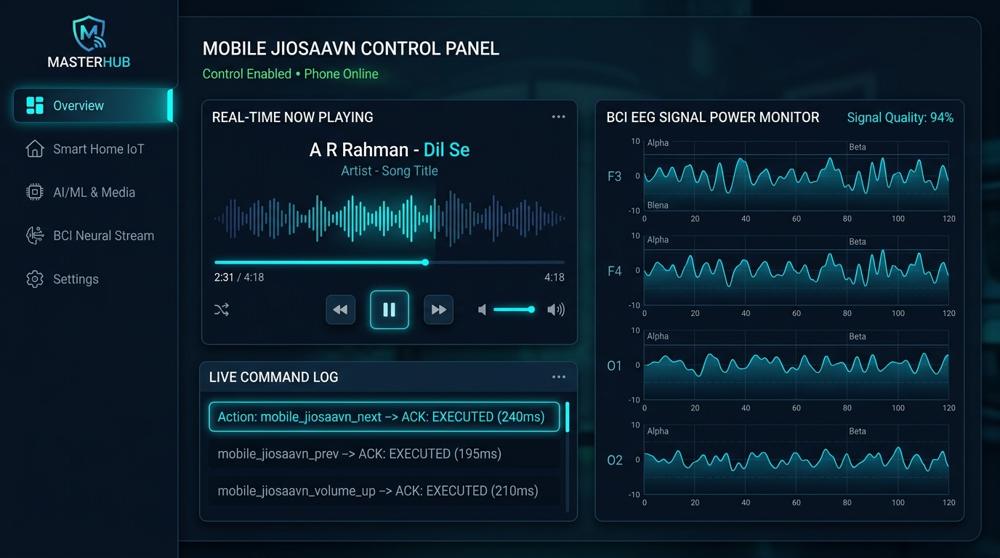 MASTERHUB
Overview
Smart Home IoT
AI/ML & Media
BCI Neural Stream
Settings
MOBILE JIOSAAVN CONTROL PANEL
Control Enabled • Phone Online
REAL-TIME NOW PLAYING
A R Rahman - Dil Se
Artist - Song Title
2:31 / 4:18
4:18
LIVE COMMAND LOG
Action: mobile_jiosaavn_next –> ACK: EXECUTED (240ms)
mobile_jiosaavn_prev –> ACK: EXECUTED (195ms)
mobile_jiosaavn_volume_up –> ACK: EXECUTED (210ms)
BCI EEG SIGNAL POWER MONITOR Signal Quality: 94%
10 Alpha Beta
F3 0
-10 Blena
0 20 40 60 80 100 120
10 Alpha Beta
F4 0
-10
0 20 40 60 80 100 120
10 Alpha Beta
O1 0
-10
0 20 40 60 80 100 120
10 Alpha Beta
O2 0
-10
0 20 40 60 80 100 120